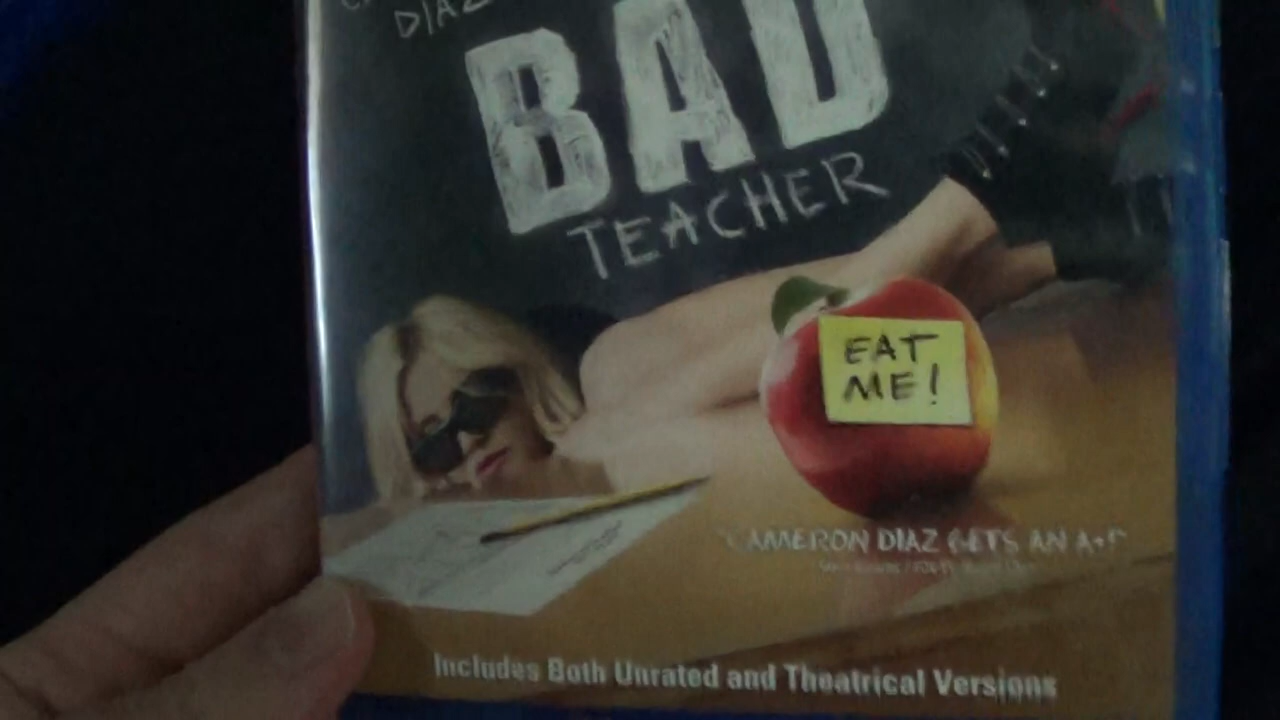 DIAZ
BAD
TEACHER
EAT
ME!
"CAMERON DIAZ GETS AN A+!"
Includes Both Unrated and Theatrical Versions